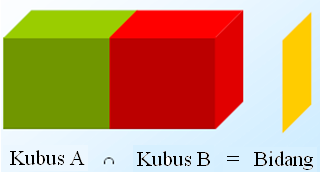 Kubus A ∩ Kubus B = Bidang